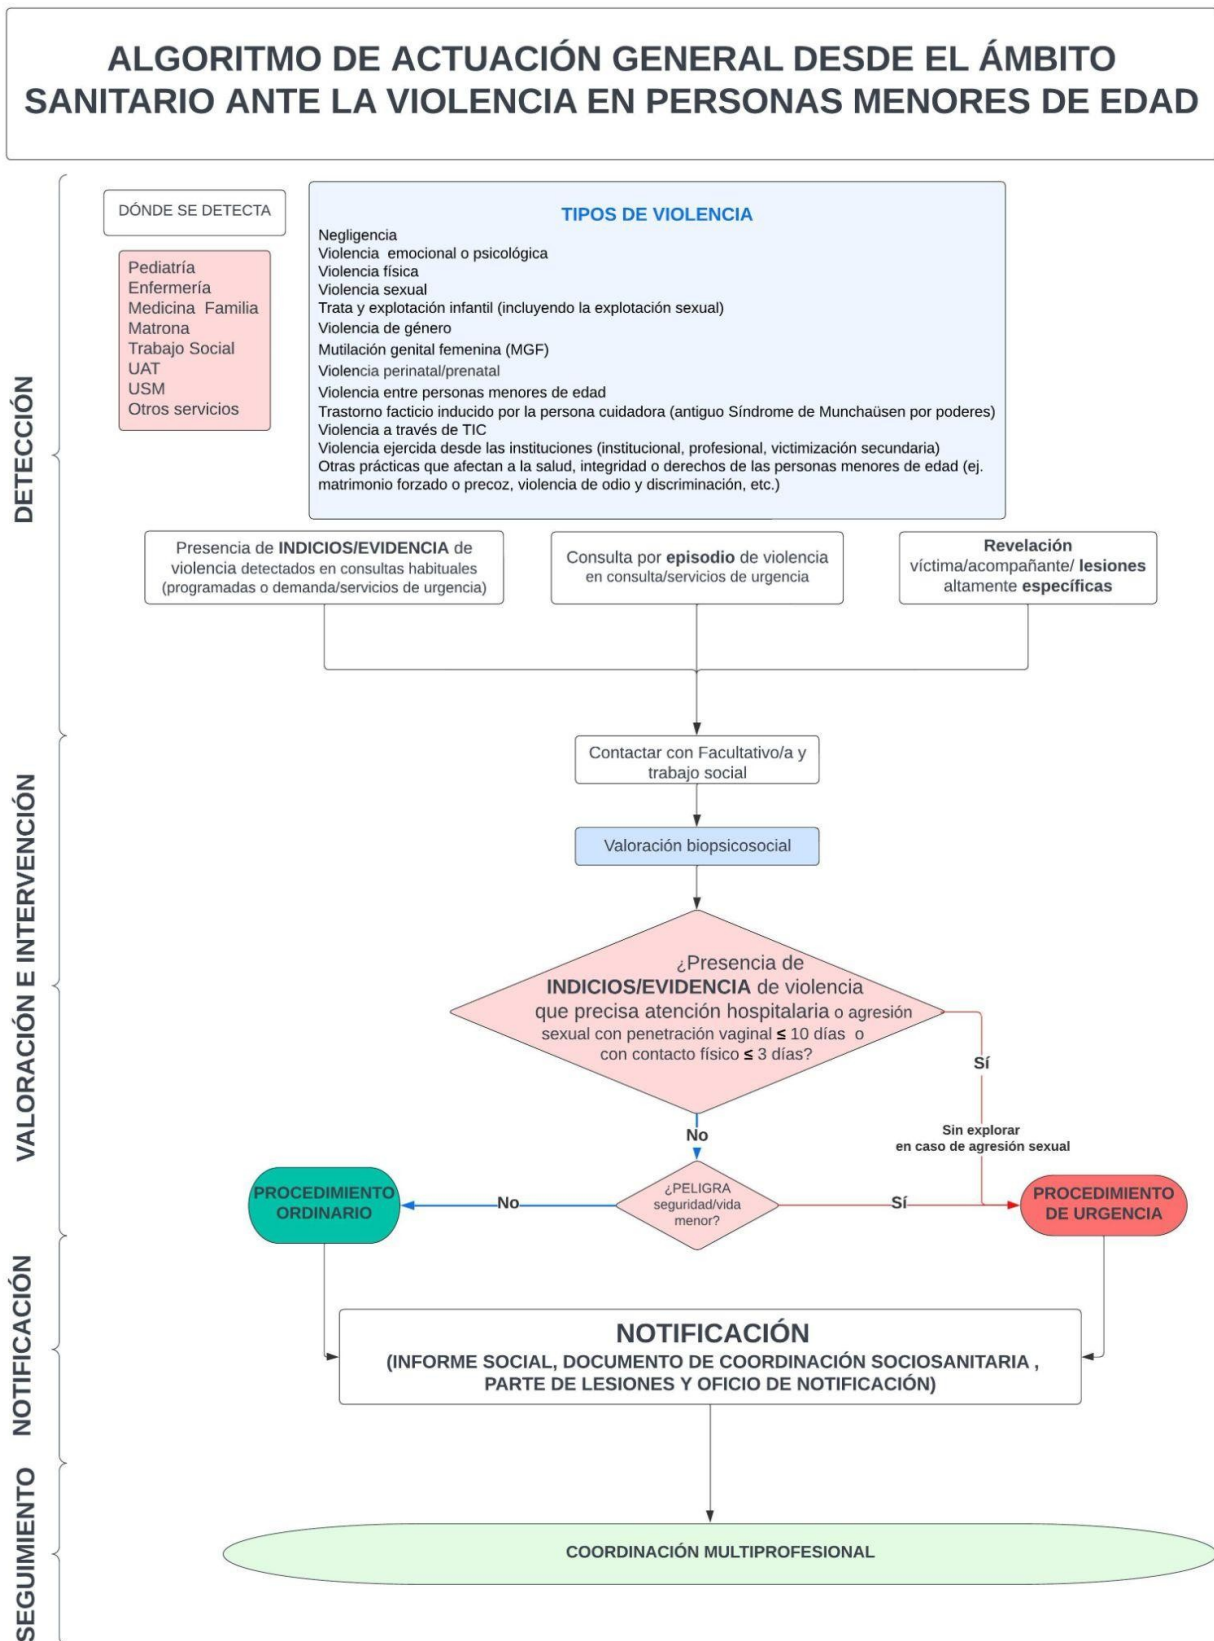 ALGORITMO DE ACTUACIÓN GENERAL DESDE EL ÁMBITO
SANITARIO ANTE LA VIOLENCIA EN PERSONAS MENORES DE EDAD
DETECCIÓN
DÓNDE SE DETECTA
Pediatría
Enfermería
Medicina Familia
Matrona
Trabajo Social
UAT
USM
Otros servicios
TIPOS DE VIOLENCIA
Negligencia
Violencia emocional o psicológica
Violencia física
Violencia sexual
Trata y explotación infantil (incluyendo la explotación sexual)
Violencia de género
Mutilación genital femenina (MGF)
Violencia perinatal/prenatal
Violencia entre personas menores de edad
Trastorno facticio inducido por la persona cuidadora (antiguo Síndrome de Munchaüsen por poderes)
Violencia a través de TIC
Violencia ejercida desde las instituciones (institucional, profesional, victimización secundaria)
Otras prácticas que afectan a la salud, integridad o derechos de las personas menores de edad (ej.
matrimonio forzado o precoz, violencia de odio y discriminación, etc.)
Presencia de INDICIOS/EVIDENCIA de
violencia detectados en consultas habituales
(programadas o demanda/servicios de urgencia)
Consulta por episodio de violencia
en consulta/servicios de urgencia
Revelación
víctima/acompañante/ lesiones
altamente específicas
VALORACIÓN E INTERVENCIÓN
Contactar con Facultativo/a y
trabajo social
Valoración biopsicosocial
¿Presencia de
INDICIOS/EVIDENCIA de violencia
que precisa atención hospitalaria o agresión
sexual con penetración vaginal ≤ 10 días o
con contacto físico ≤ 3 días?
Sí
No
Sin explorar
en caso de agresión sexual
PROCEDIMIENTO
ORDINARIO
No
¿PELIGRA
seguridad/vida
menor?
Sí
PROCEDIMIENTO
DE URGENCIA
NOTIFICACIÓN
NOTIFICACIÓN
(INFORME SOCIAL, DOCUMENTO DE COORDINACIÓN SOCIOSANITARIA ,
PARTE DE LESIONES Y OFICIO DE NOTIFICACIÓN)
SEGUIMIENTO
COORDINACIÓN MULTIPROFESIONAL